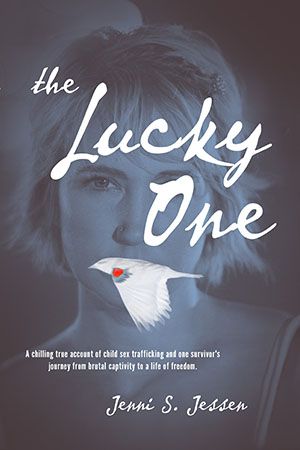 the
Lucky
One
A chilling true account of child sex trafficking and one survivor's
journey from brutal captivity to a life of freedom.
Jenni S. Jessen